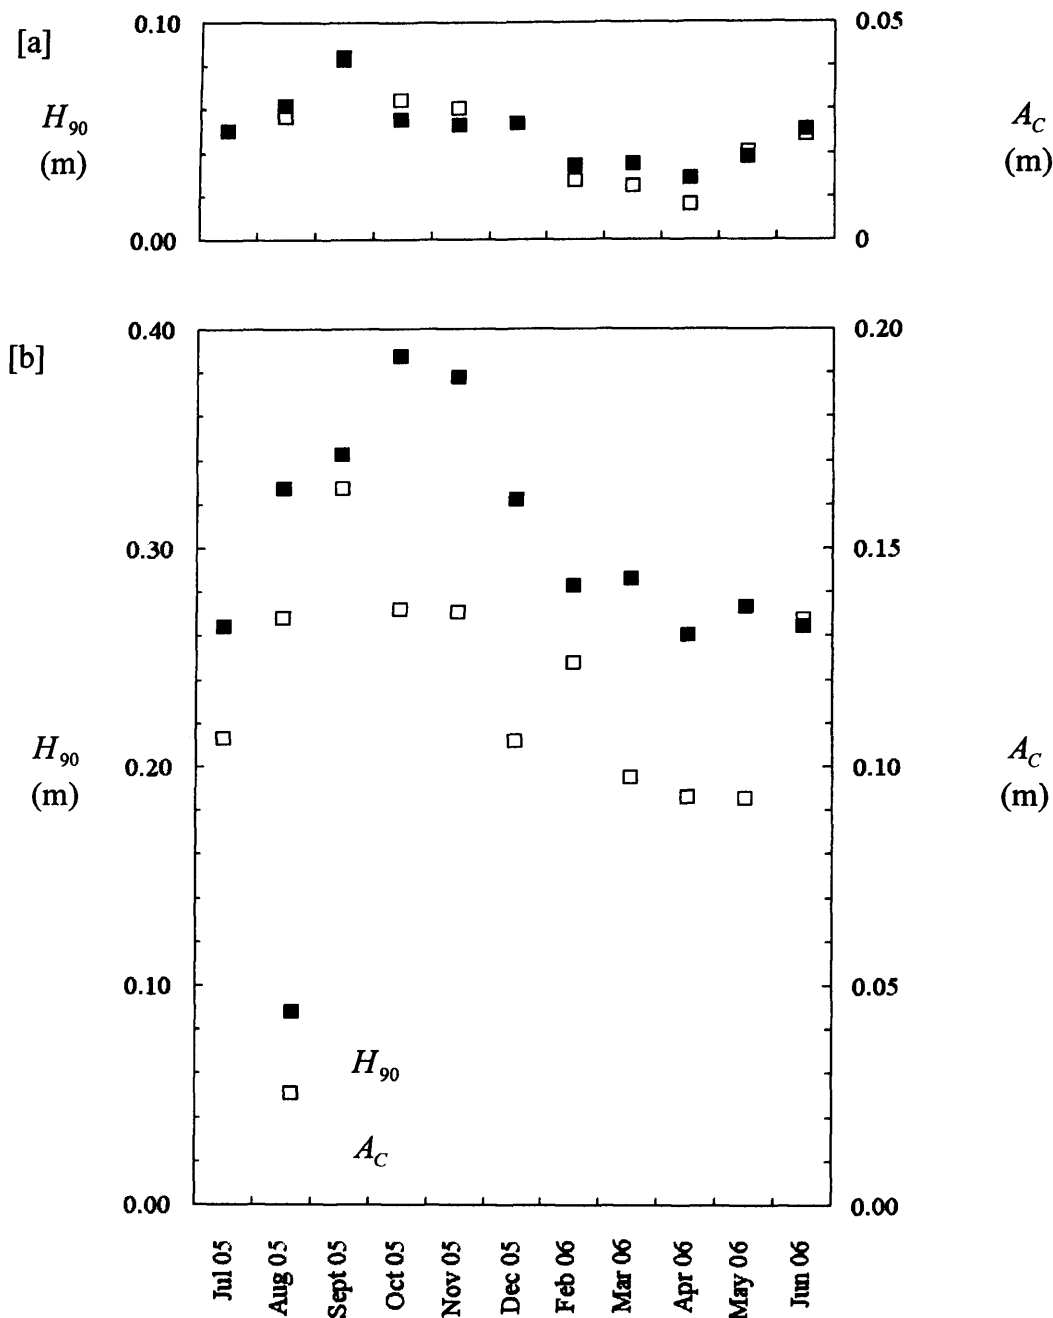 [a]
0.10
0.05
H90
(m)
AC
(m)
0.00
0
[b]
0.40
0.20
0.30
0.15
H90
(m)
0.20
0.10
AC
(m)
0.10
0.05
H90
AC
0.00
0.00
Jul 05
Aug 05
Sept 05
Oct 05
Nov 05
Dec 05
Feb 06
Mar 06
Apr 06
May 06
Jun 06